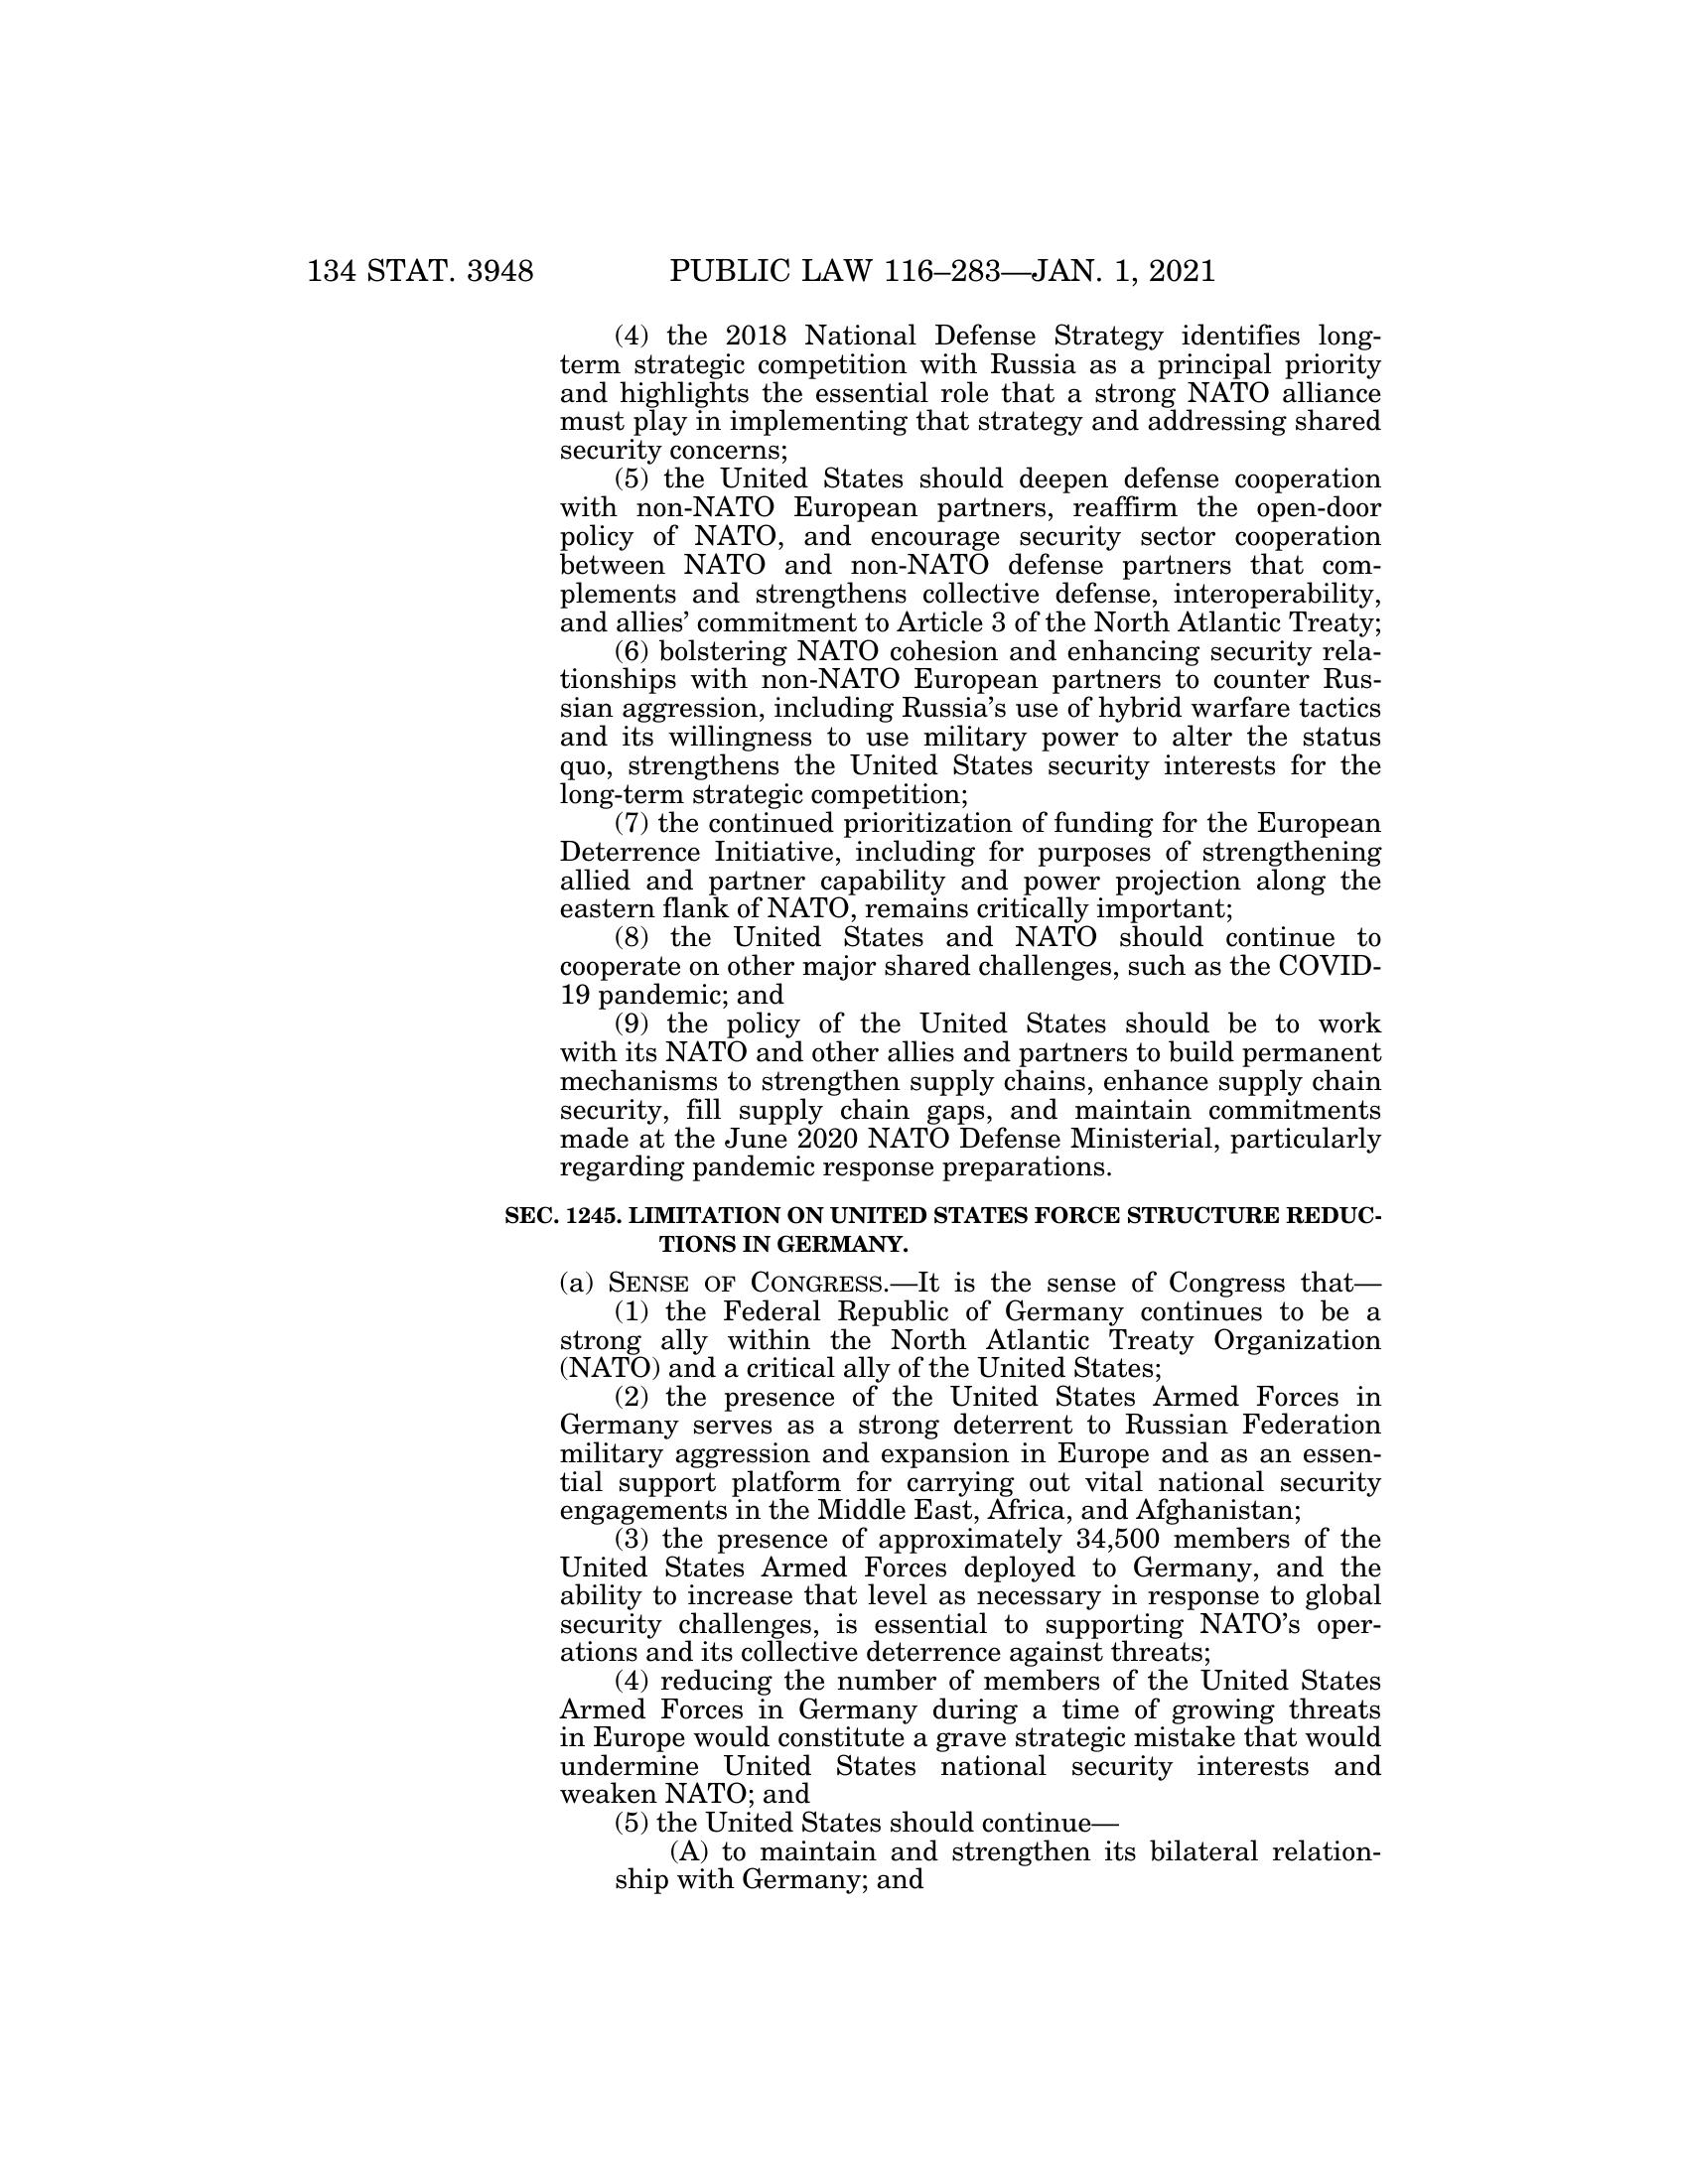 134 STAT. 3948 PUBLIC LAW 116–283—JAN. 1, 2021
(4) the 2018 National Defense Strategy identifies long-
term strategic competition with Russia as a principal priority
and highlights the essential role that a strong NATO alliance
must play in implementing that strategy and addressing shared
security concerns;
(5) the United States should deepen defense cooperation
with non-NATO European partners, reaffirm the open-door
policy of NATO, and encourage security sector cooperation
between NATO and non-NATO defense partners that com-
plements and strengthens collective defense, interoperability,
and allies’ commitment to Article 3 of the North Atlantic Treaty;
(6) bolstering NATO cohesion and enhancing security rela-
tionships with non-NATO European partners to counter Rus-
sian aggression, including Russia’s use of hybrid warfare tactics
and its willingness to use military power to alter the status
quo, strengthens the United States security interests for the
long-term strategic competition;
(7) the continued prioritization of funding for the European
Deterrence Initiative, including for purposes of strengthening
allied and partner capability and power projection along the
eastern flank of NATO, remains critically important;
(8) the United States and NATO should continue to
cooperate on other major shared challenges, such as the COVID-
19 pandemic; and
(9) the policy of the United States should be to work
with its NATO and other allies and partners to build permanent
mechanisms to strengthen supply chains, enhance supply chain
security, fill supply chain gaps, and maintain commitments
made at the June 2020 NATO Defense Ministerial, particularly
regarding pandemic response preparations.
SEC. 1245. LIMITATION ON UNITED STATES FORCE STRUCTURE REDUC-
TIONS IN GERMANY.
(a) SENSE OF CONGRESS.—It is the sense of Congress that—
(1) the Federal Republic of Germany continues to be a
strong ally within the North Atlantic Treaty Organization
(NATO) and a critical ally of the United States;
(2) the presence of the United States Armed Forces in
Germany serves as a strong deterrent to Russian Federation
military aggression and expansion in Europe and as an essen-
tial support platform for carrying out vital national security
engagements in the Middle East, Africa, and Afghanistan;
(3) the presence of approximately 34,500 members of the
United States Armed Forces deployed to Germany, and the
ability to increase that level as necessary in response to global
security challenges, is essential to supporting NATO’s oper-
ations and its collective deterrence against threats;
(4) reducing the number of members of the United States
Armed Forces in Germany during a time of growing threats
in Europe would constitute a grave strategic mistake that would
undermine United States national security interests and
weaken NATO; and
(5) the United States should continue—
(A) to maintain and strengthen its bilateral relation-
ship with Germany; and